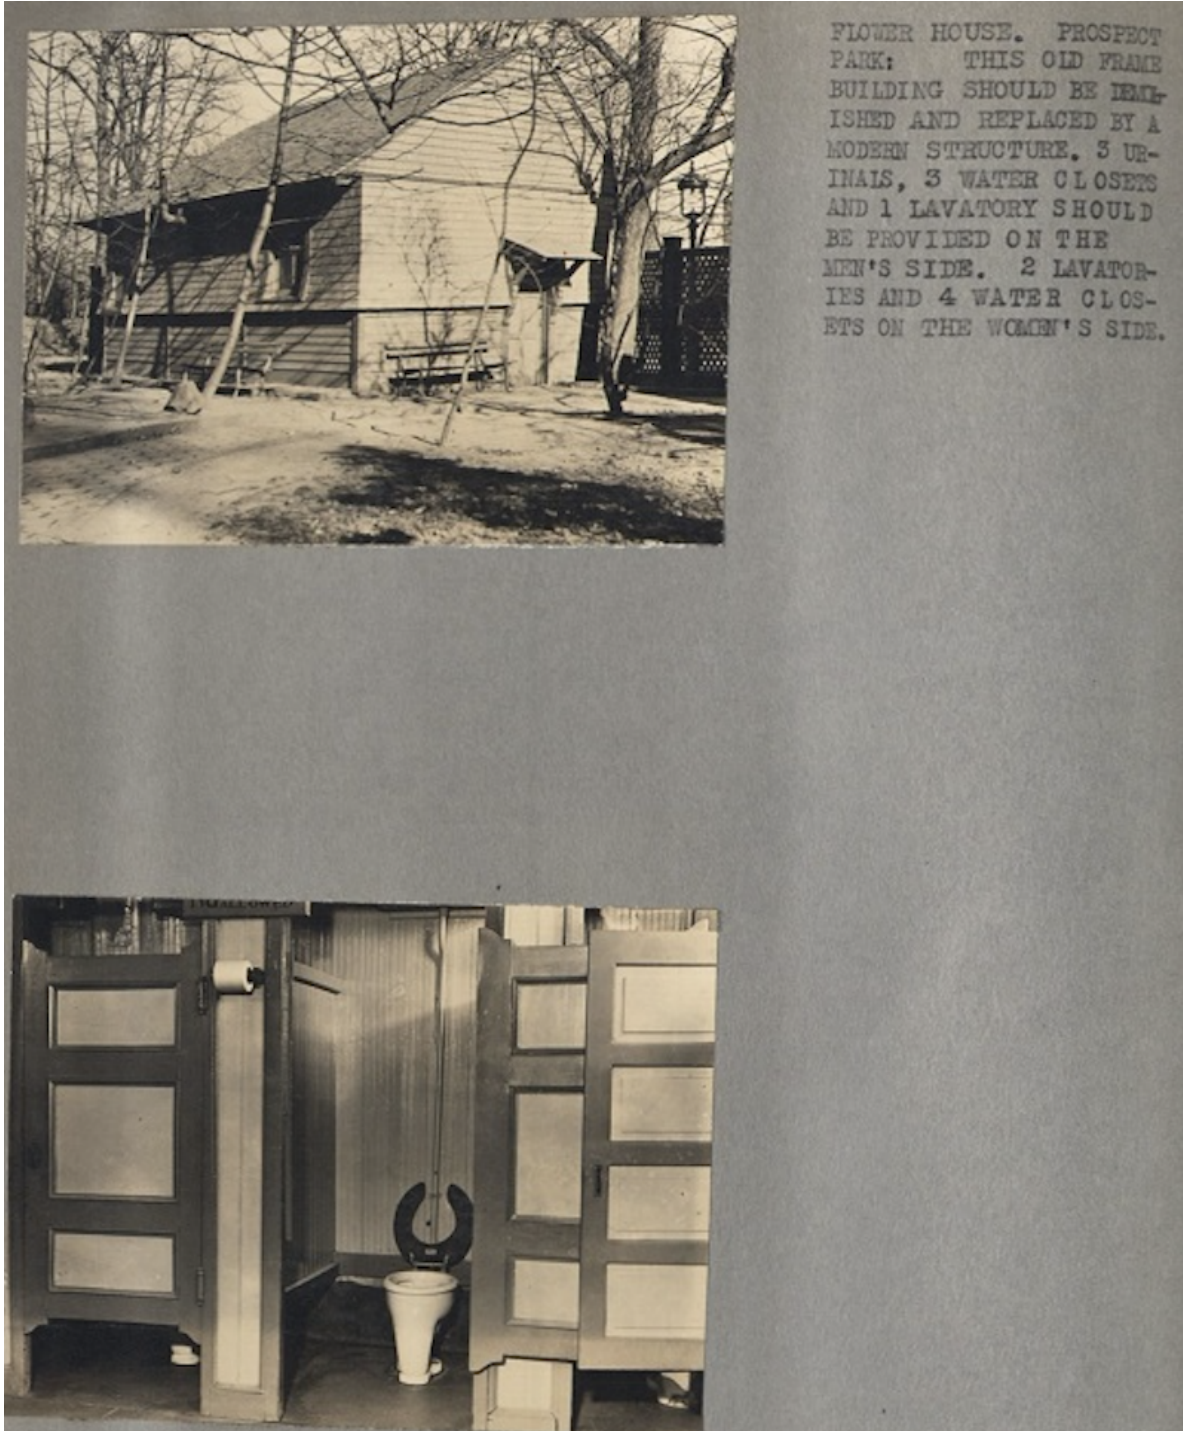 FLOWER HOUSE. PROSPECT
PARK: THIS OLD FRAME
BUILDING SHOULD BE DEMOL-
ISHED AND REPLACED BY A
MODERN STRUCTURE. 3 UR-
INALS, 3 WATER CLOSETS
AND 1 LAVATORY SHOULD
BE PROVIDED ON THE
MEN'S SIDE. 2 LAVATOR-
IES AND 4 WATER CLOS-
ETS ON THE WOMEN'S SIDE.
ALLOWED